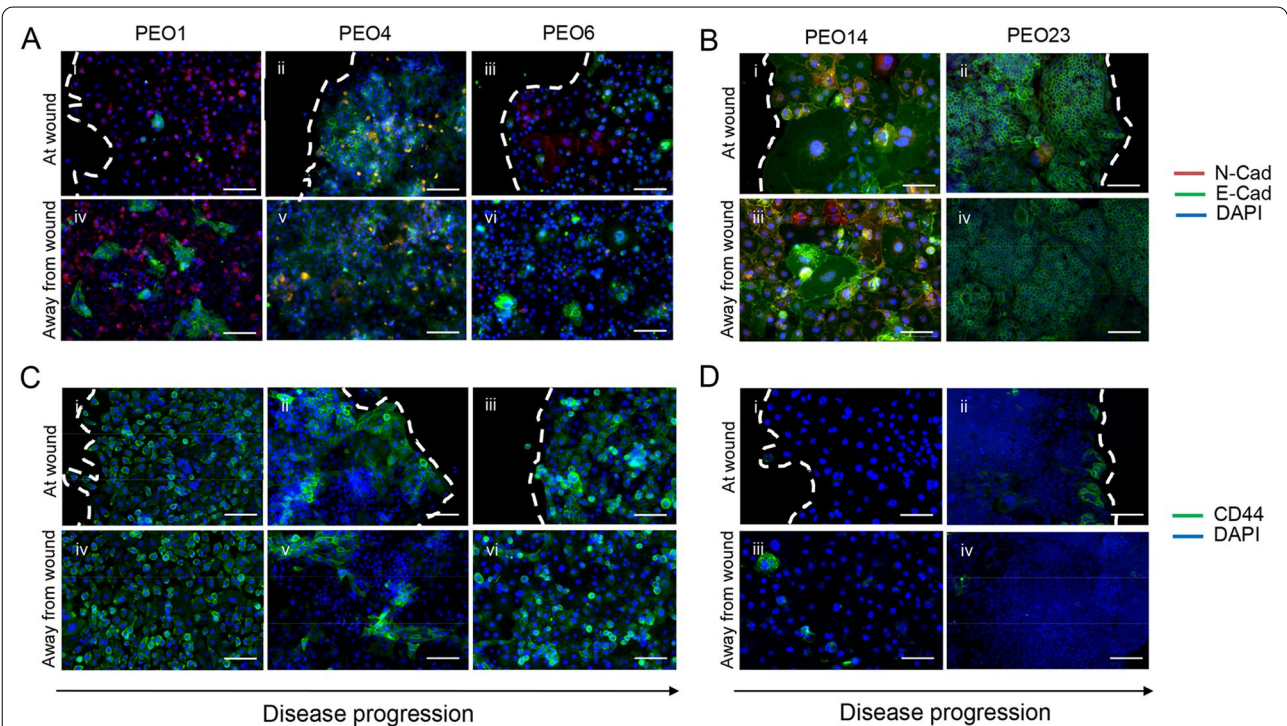 A
PEO1
PEO4
PEO6
At wound
i
ii
iii
Away from wound
iv
v
vi
B
PEO14
PEO23
At wound
i
ii
Away from wound
iii
iv
N-Cad
E-Cad
DAPI
C
At wound
i
ii
iii
Away from wound
iv
v
vi
D
At wound
i
ii
Away from wound
iii
iv
CD44
DAPI
Disease progression
Disease progression